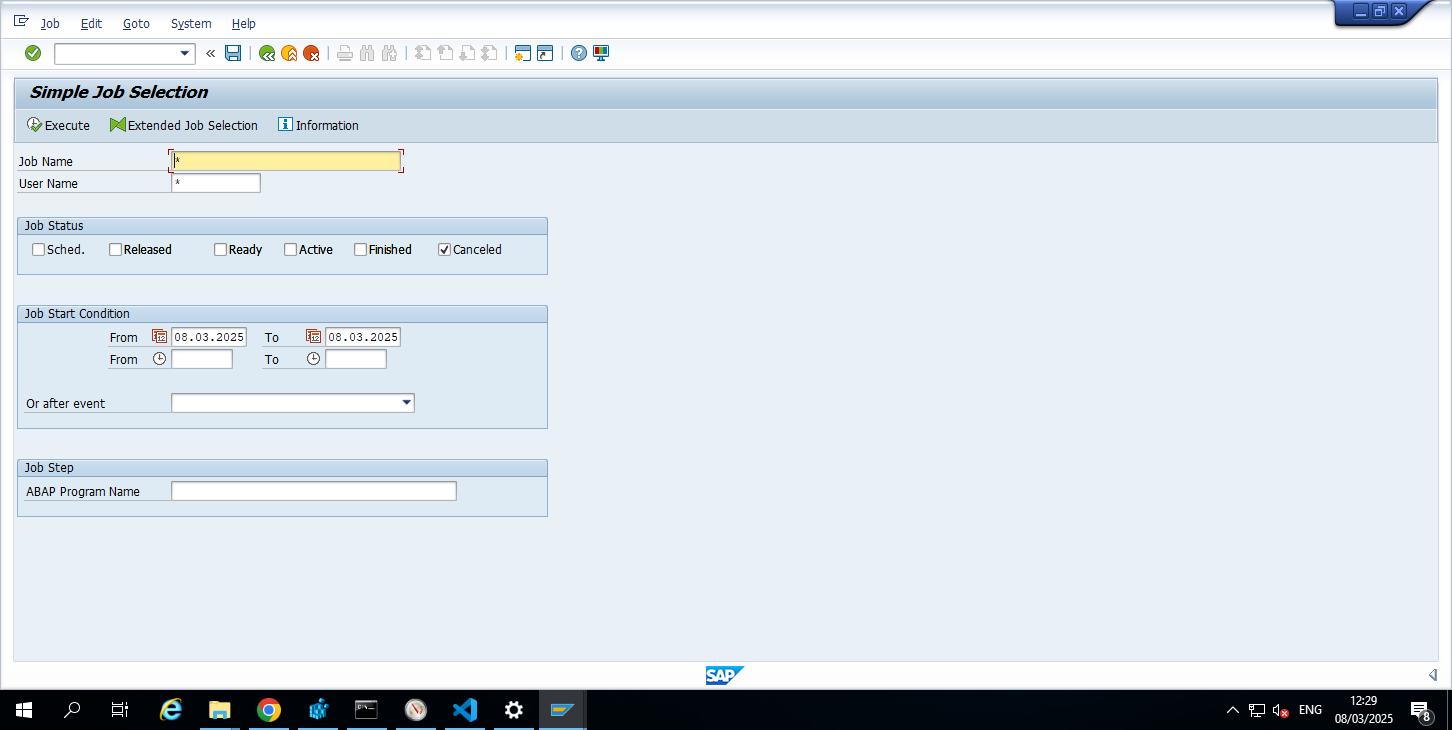 Job Edit Goto System Help
Simple Job Selection
Execute Extended Job Selection Information
Job Name *
User Name *
Job Status
Sched. Released Ready Active Finished Canceled
Job Start Condition
From 08.03.2025 To 08.03.2025
From To
Or after event
Job Step
ABAP Program Name
SAP
12:29
ENG
08/03/2025
8